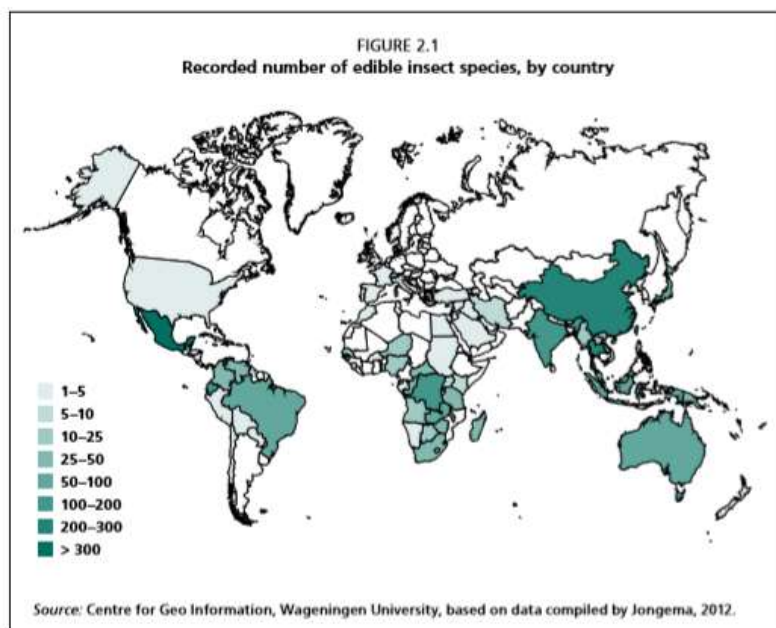 FIGURE 2.1
Recorded number of edible insect species, by country
1–5
5–10
10–25
25–50
50–100
100–200
200–300
> 300
Source: Centre for Geo Information, Wageningen University, based on data compiled by Jongema, 2012.